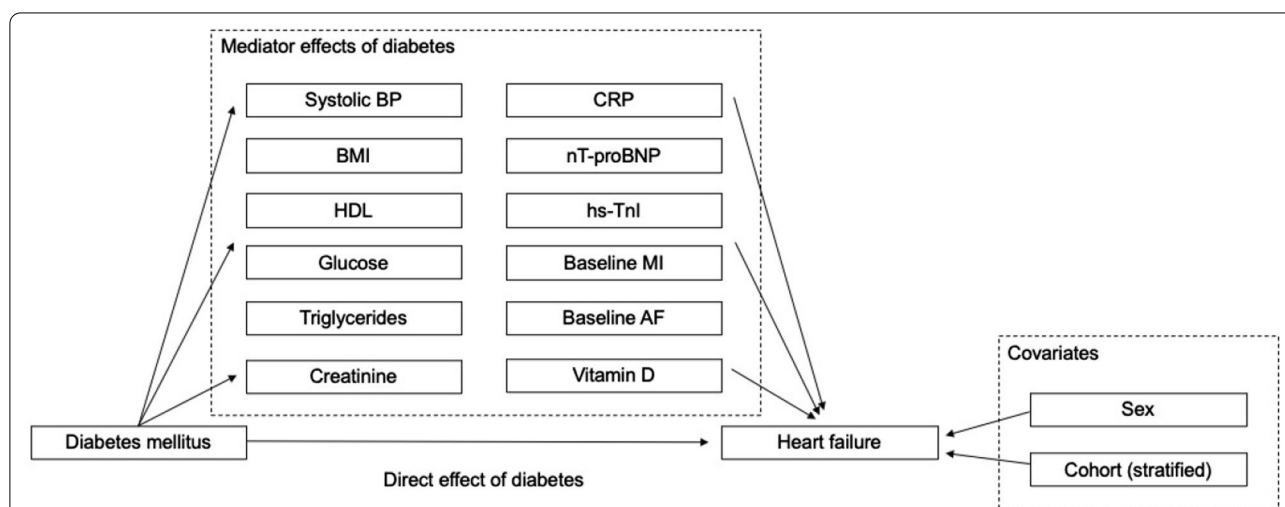 Mediator effects of diabetes
Systolic BP
CRP
BMI
nT-proBNP
HDL
hs-TnI
Glucose
Baseline MI
Triglycerides
Baseline AF
Creatinine
Vitamin D
Covariates
Sex
Diabetes mellitus
Heart failure
Cohort (stratified)
Direct effect of diabetes